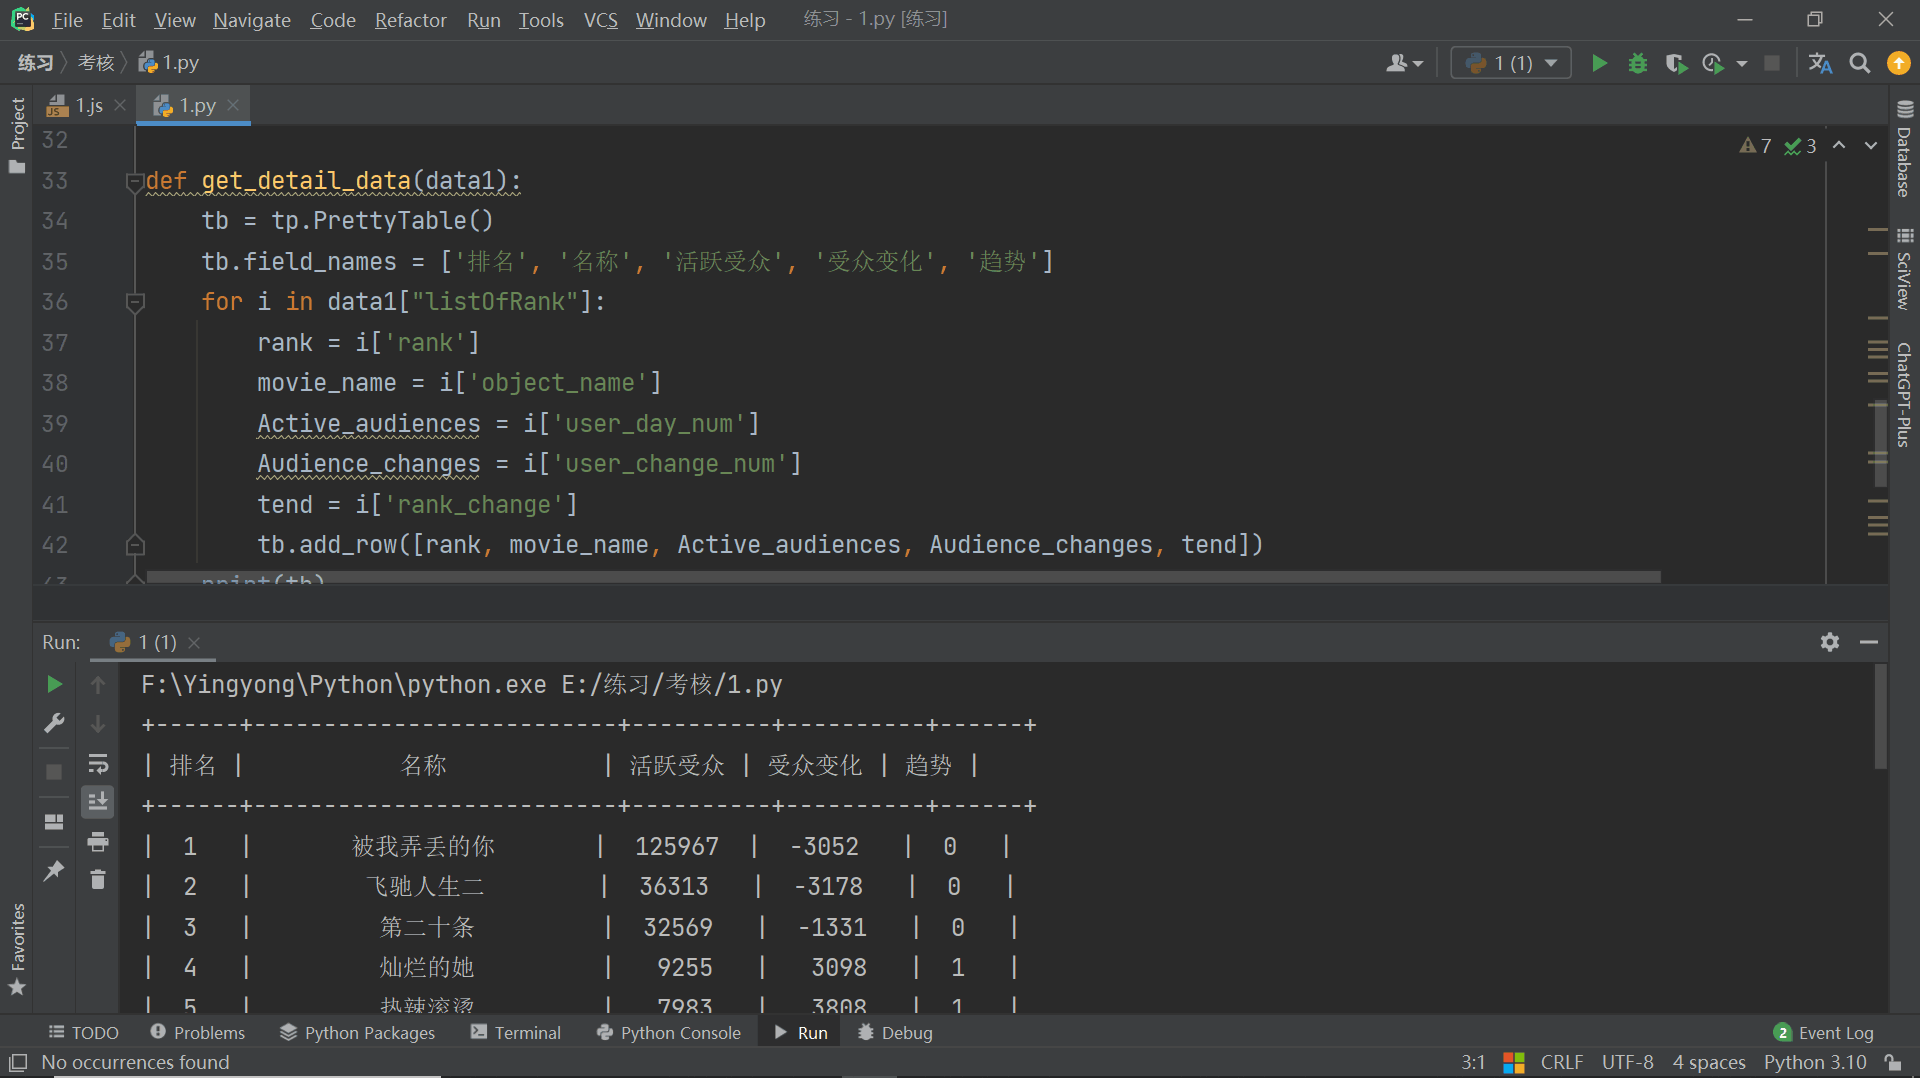 File Edit View Navigate Code Refactor Run Tools VCS Window Help 练习 - 1.py [练习]
练习 考核 1.py
1 (1)
1.js 1.py
Project
Favorites
Database
SciView
ChatGPT-Plus
7 3
32
33 def get_detail_data(data1):
34 tb = tp.PrettyTable()
35 tb.field_names = ['排名', '名称', '活跃受众', '受众变化', '趋势']
36 for i in data1["listOfRank"]:
37 rank = i['rank']
38 movie_name = i['object_name']
39 Active_audiences = i['user_day_num']
40 Audience_changes = i['user_change_num']
41 tend = i['rank_change']
42 tb.add_row([rank, movie_name, Active_audiences, Audience_changes, tend])
43 print(tb)
Run: 1 (1)
F:\Yingyong\Python\python.exe E:/练习/考核/1.py
+------+--------------------------+----------+----------+------+
| 排名 | 名称 | 活跃受众 | 受众变化 | 趋势 |
+------+--------------------------+----------+----------+------+
| 1 | 被我弄丢的你 | 125967 | -3052 | 0 |
| 2 | 飞驰人生二 | 36313 | -3178 | 0 |
| 3 | 第二十条 | 32569 | -1331 | 0 |
| 4 | 灿烂的她 | 9255 | 3098 | 1 |
| 5 | 热辣滚烫 | 7983 | 3808 | 1 |
TODO Problems Python Packages Terminal Python Console Run Debug 2 Event Log
No occurrences found 3:1 CRLF UTF-8 4 spaces Python 3.10